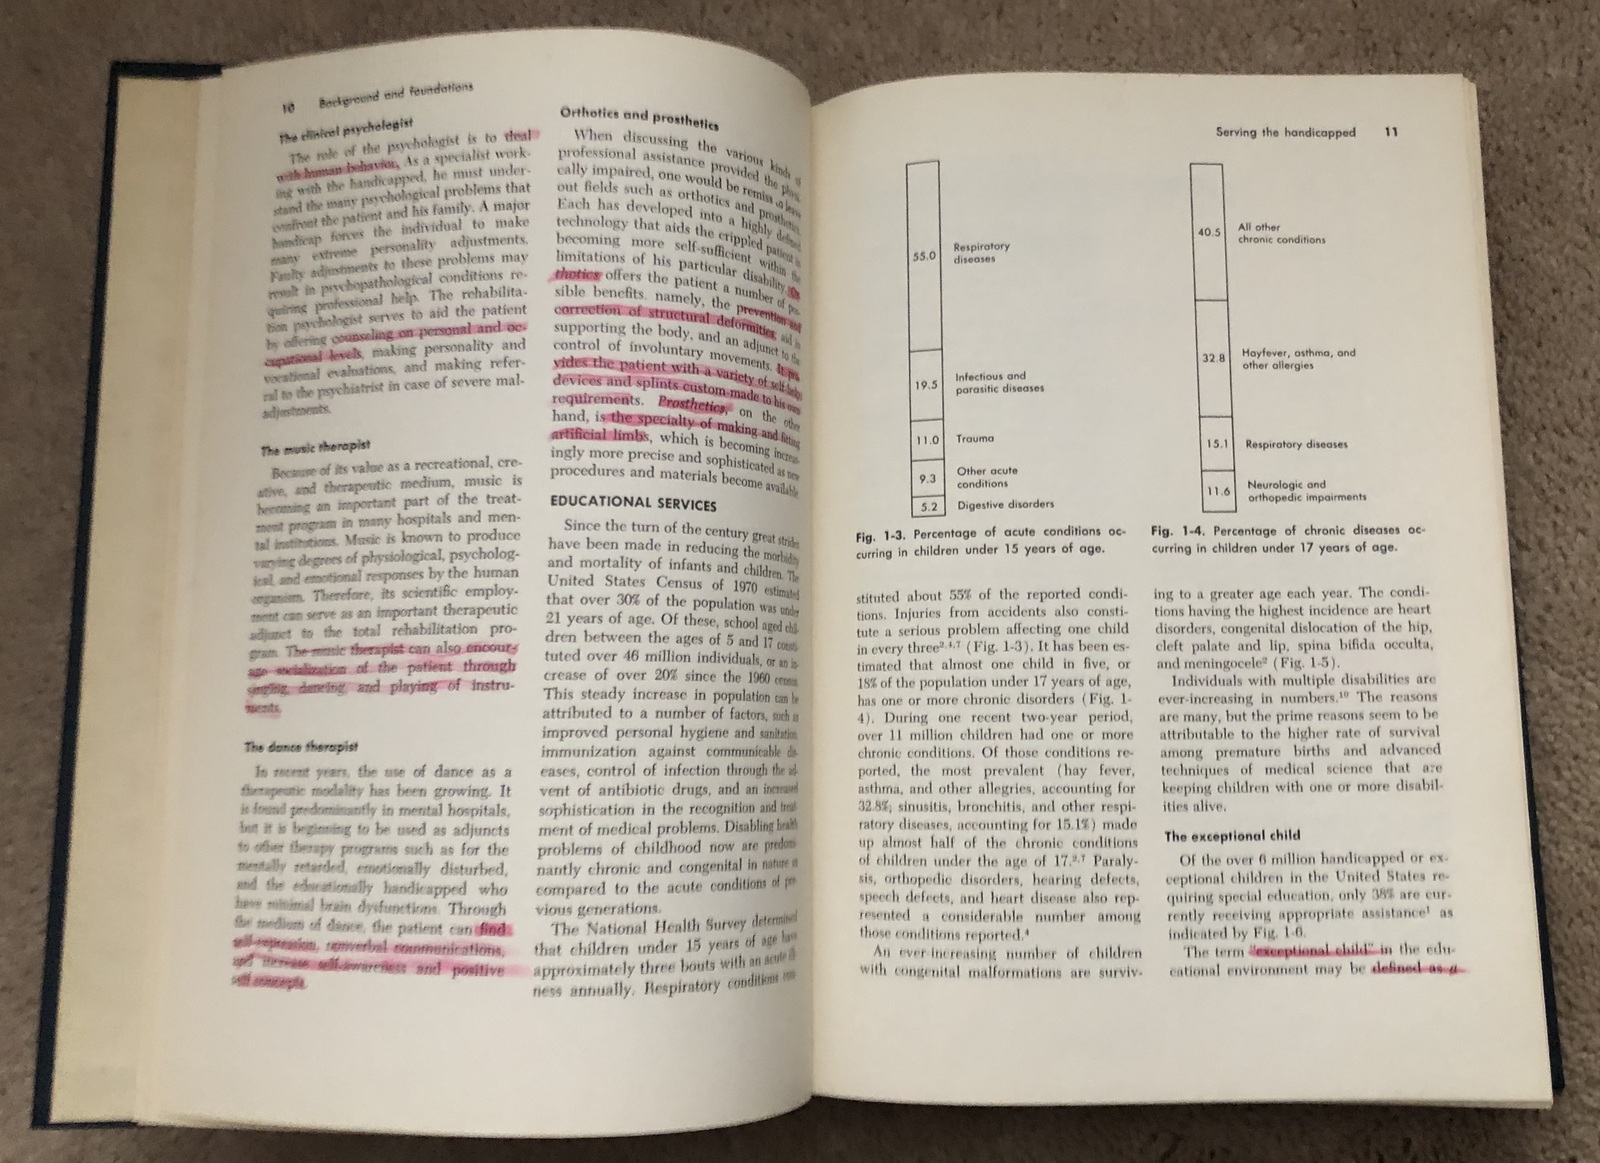 10 Background and foundations
The clinical psychologist
The role of the psychologist is to deal
with human behavior. As a specialist work-
ing with the handicapped, he must under-
stand the many psychological problems that
confront the patient and his family. A major
handicap forces the individual to make
many extreme personality adjustments.
Faulty adjustments to these problems may
result in psychopathological conditions re-
quiring professional help. The rehabilita-
tion psychologist serves to aid the patient
by offering counseling on personal and oc-
cupational levels, making personality and
vocational evaluations, and making refer-
ral to the psychiatrist in case of severe mal-
adjustments.
The music therapist
Because of its value as a recreational, cre-
ative, and therapeutic medium, music is
becoming an important part of the treat-
ment program in many hospitals and men-
tal institutions. Music is known to produce
varying degrees of physiological, psycholog-
ical, and emotional responses by the human
organism. Therefore, its scientific employ-
ment can serve as an important therapeutic
adjunct to the total rehabilitation pro-
gram. The music therapist can also encour-
age socialization of the patient through
singing, dancing, and playing of instru-
ments.
The dance therapist
In recent years, the use of dance as a
therapeutic modality has been growing. It
is found predominantly in mental hospitals,
but it is beginning to be used as adjuncts
to other therapy programs such as for the
mentally retarded, emotionally disturbed,
and the educationally handicapped who
have minimal brain dysfunctions. Through
the medium of dance, the patient can find
self-expression, nonverbal communications,
and increase self-awareness and positive
self-concepts.
Orthotics and prosthetics
When discussing the various kinds of
professional assistance provided the physi-
cally impaired, one would be remiss to leave
out fields such as orthotics and prosthetics.
Each has developed into a highly defined
technology that aids the crippled patient in
becoming more self-sufficient within the
limitations of his particular disability. Or-
thotics offers the patient a number of pos-
sible benefits. namely, the prevention and
correction of structural deformities, aid in
supporting the body, and an adjunct to the
control of involuntary movements. It pro-
vides the patient with a variety of self-help
devices and splints custom-made to his own
requirements. Prosthetics, on the other
hand, is the specialty of making and fitting
artificial limbs, which is becoming increas-
ingly more precise and sophisticated as new
procedures and materials become available.
EDUCATIONAL SERVICES
Since the turn of the century great strides
have been made in reducing the morbidity
and mortality of infants and children. The
United States Census of 1970 estimated
that over 30% of the population was under
21 years of age. Of these, school aged chil-
dren between the ages of 5 and 17 consti-
tuted over 46 million individuals, or an in-
crease of over 20% since the 1960 census.
This steady increase in population can be
attributed to a number of factors, such as
improved personal hygiene and sanitation,
immunization against communicable dis-
eases, control of infection through the ad-
vent of antibiotic drugs, and an increased
sophistication in the recognition and treat-
ment of medical problems. Disabling health
problems of childhood now are predomi-
nantly chronic and congenital in nature as
compared to the acute conditions of pre-
vious generations.
The National Health Survey determined
that children under 15 years of age have
approximately three bouts with an acute ill-
ness annually. Respiratory conditions con-
Serving the handicapped 11
55.0 Respiratory
diseases
19.5 Infectious and
parasitic diseases
11.0 Trauma
9.3 Other acute
conditions
5.2 Digestive disorders
Fig. 1-3. Percentage of acute conditions oc-
curring in children under 15 years of age.
40.5 All other
chronic conditions
32.8 Hayfever, asthma, and
other allergies
15.1 Respiratory diseases
11.6 Neurologic and
orthopedic impairments
Fig. 1-4. Percentage of chronic diseases oc-
curring in children under 17 years of age.
stituted about 55% of the reported condi-
tions. Injuries from accidents also consti-
tute a serious problem affecting one child
in every three2,4,7 (Fig. 1-3). It has been es-
timated that almost one child in five, or
18% of the population under 17 years of age,
has one or more chronic disorders (Fig. 1-
4). During one recent two-year period,
over 11 million children had one or more
chronic conditions. Of those conditions re-
ported, the most prevalent (hay fever,
asthma, and other allegries, accounting for
32.8%; sinusitis, bronchitis, and other respi-
ratory diseases, accounting for 15.1%) made
up almost half of the chronic conditions
of children under the age of 17.2,7 Paraly-
sis, orthopedic disorders, hearing defects,
speech defects, and heart disease also rep-
resented a considerable number among
those conditions reported.4
An ever-increasing number of children
with congenital malformations are surviv-
ing to a greater age each year. The condi-
tions having the highest incidence are heart
disorders, congenital dislocation of the hip,
cleft palate and lip, spina bifida occulta,
and meningocele2 (Fig. 1-5).
Individuals with multiple disabilities are
ever-increasing in numbers.10 The reasons
are many, but the prime reasons seem to be
attributable to the higher rate of survival
among premature births and advanced
techniques of medical science that are
keeping children with one or more disabil-
ities alive.
The exceptional child
Of the over 6 million handicapped or ex-
ceptional children in the United States re-
quiring special education, only 38% are cur-
rently receiving appropriate assistance1 as
indicated by Fig. 1-6.
The term "exceptional child" in the edu-
cational environment may be defined as a